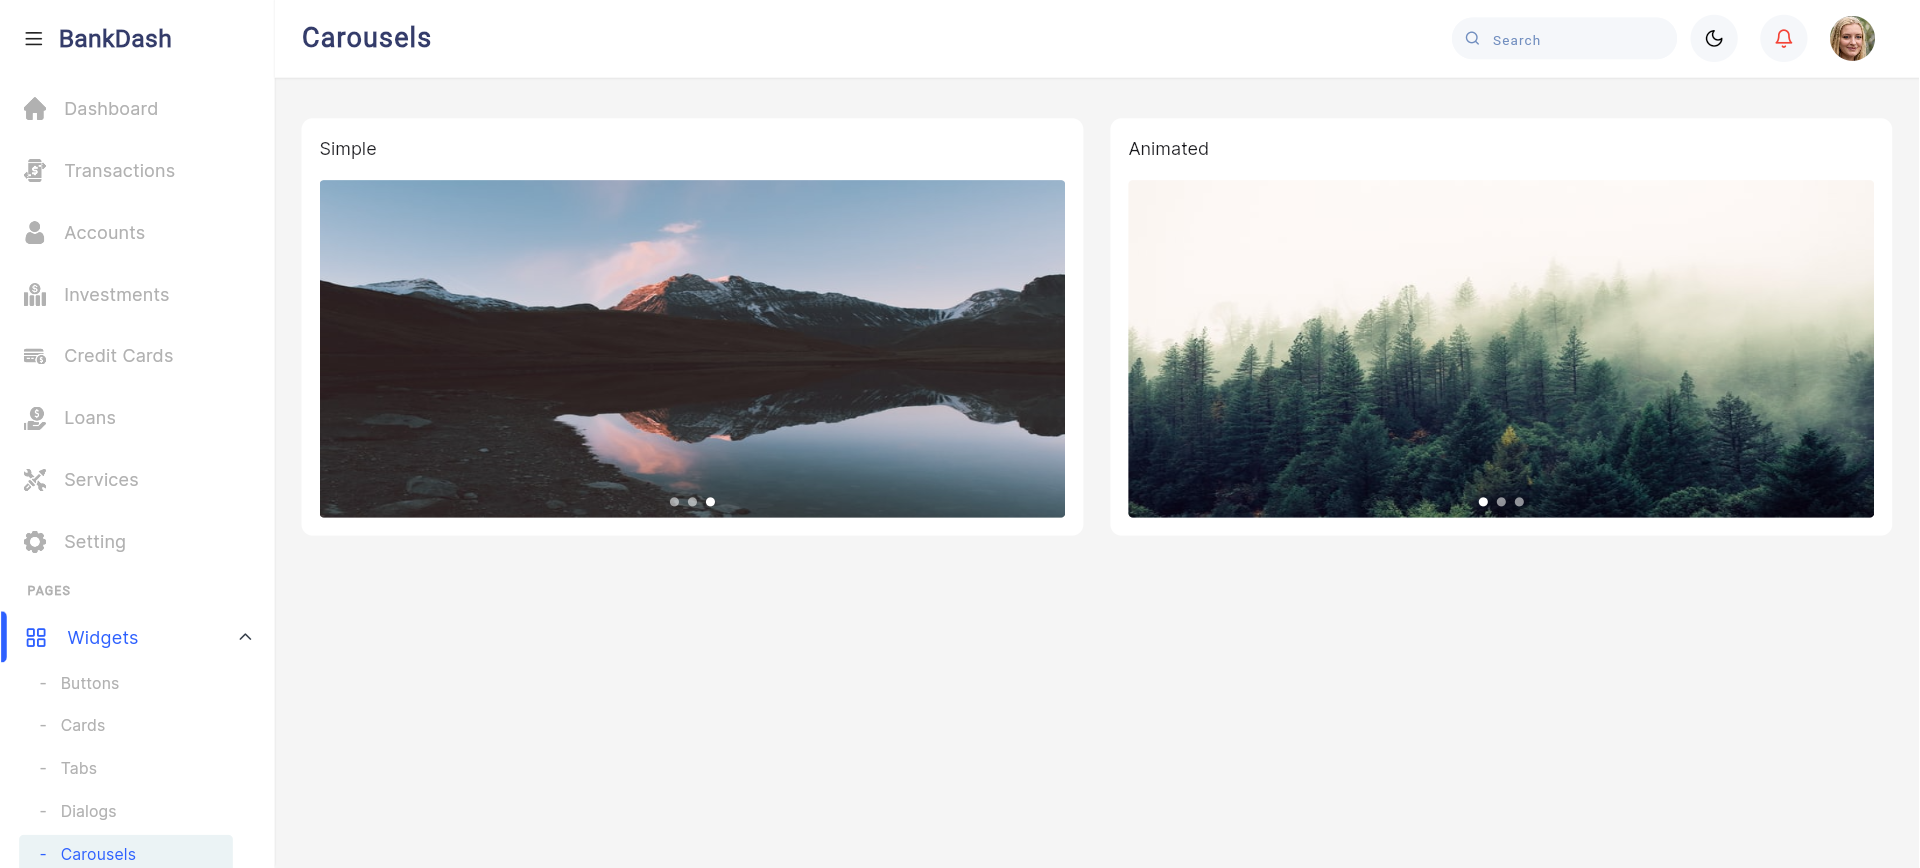 BankDash
Carousels
Search
Dashboard
Transactions
Accounts
Investments
Credit Cards
Loans
Services
Setting
PAGES
Widgets
- Buttons
- Cards
- Tabs
- Dialogs
- Carousels
Simple
Animated